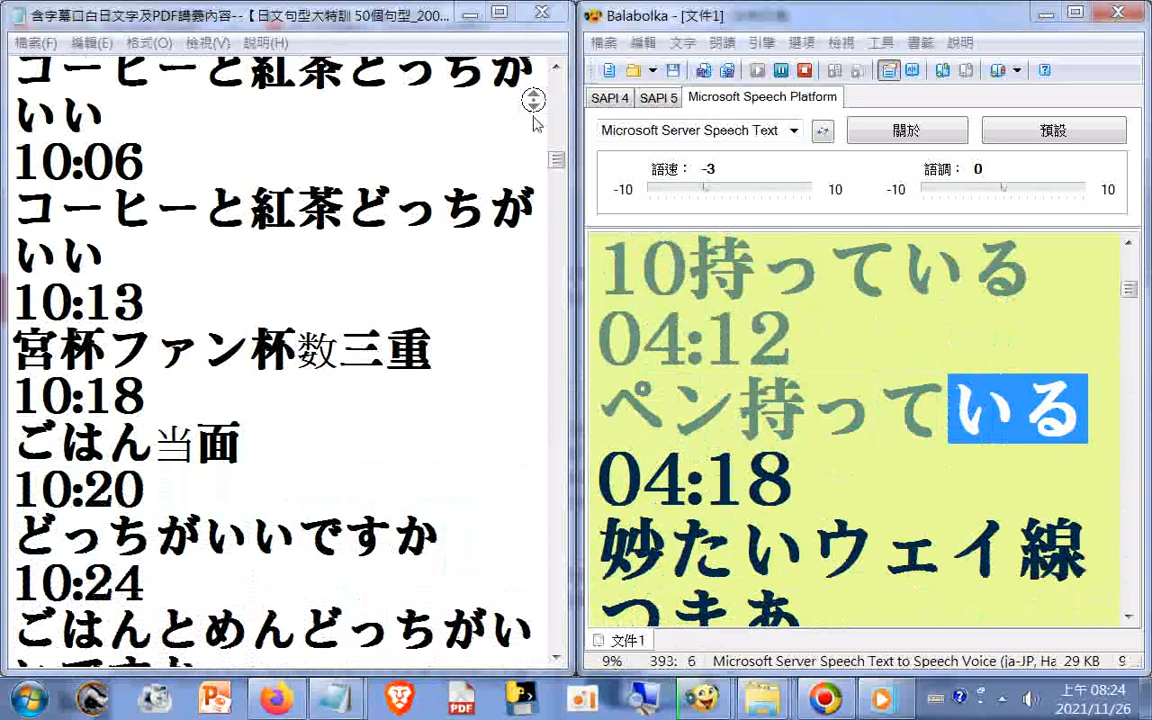 含字幕口白日文字及PDF講義內容--【日文句型大特訓 50個句型_200...
檔案(F) 編輯(E) 格式(O) 檢視(V) 說明(H)
コーヒーと紅茶どっちが
いい
10:06
コーヒーと紅茶どっちが
いい
10:13
宮杯ファン杯数三重
10:18
ごはん当面
10:20
どっちがいいですか
10:24
ごはんとめんどっちがい
いですか
Balabolka - [文件1]
檔案 編輯 文字 朗讀 引擎 選項 檢視 工具 書籤 說明
SAPI 4 SAPI 5 Microsoft Speech Platform
Microsoft Server Speech Text 關於 預設
語速： -3 語調： 0
-10 10 -10 10
10持っている
04:12
ペン持っている
04:18
妙たいウェイ線
つまあ
文件1
9% 393: 6 Microsoft Server Speech Text to Speech Voice (ja-JP, Ha 29 KB 9
PDF
上午 08:24
2021/11/26